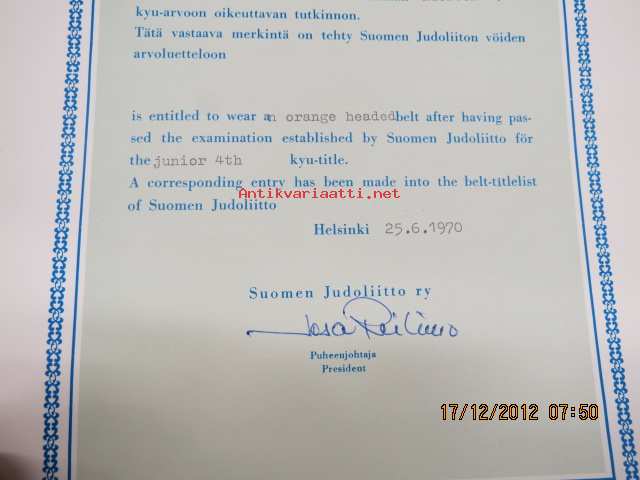 kyu-arvoon oikeuttavan tutkinnon.
Tätä vastaava merkintä on tehty Suomen Judoliiton vöiden
arvoluetteloon
is entitled to wear an orange headed belt after having pas-
sed the examination established by Suomen Judoliitto för
the junior 4th kyu-title.
A corresponding entry has been made into the belt-titlelist
Antikvariaatti.net
of Suomen Judoliitto
Helsinki 25.6.1970
Suomen Judoliitto ry
Puheenjohtaja
President
17/12/2012 07:50